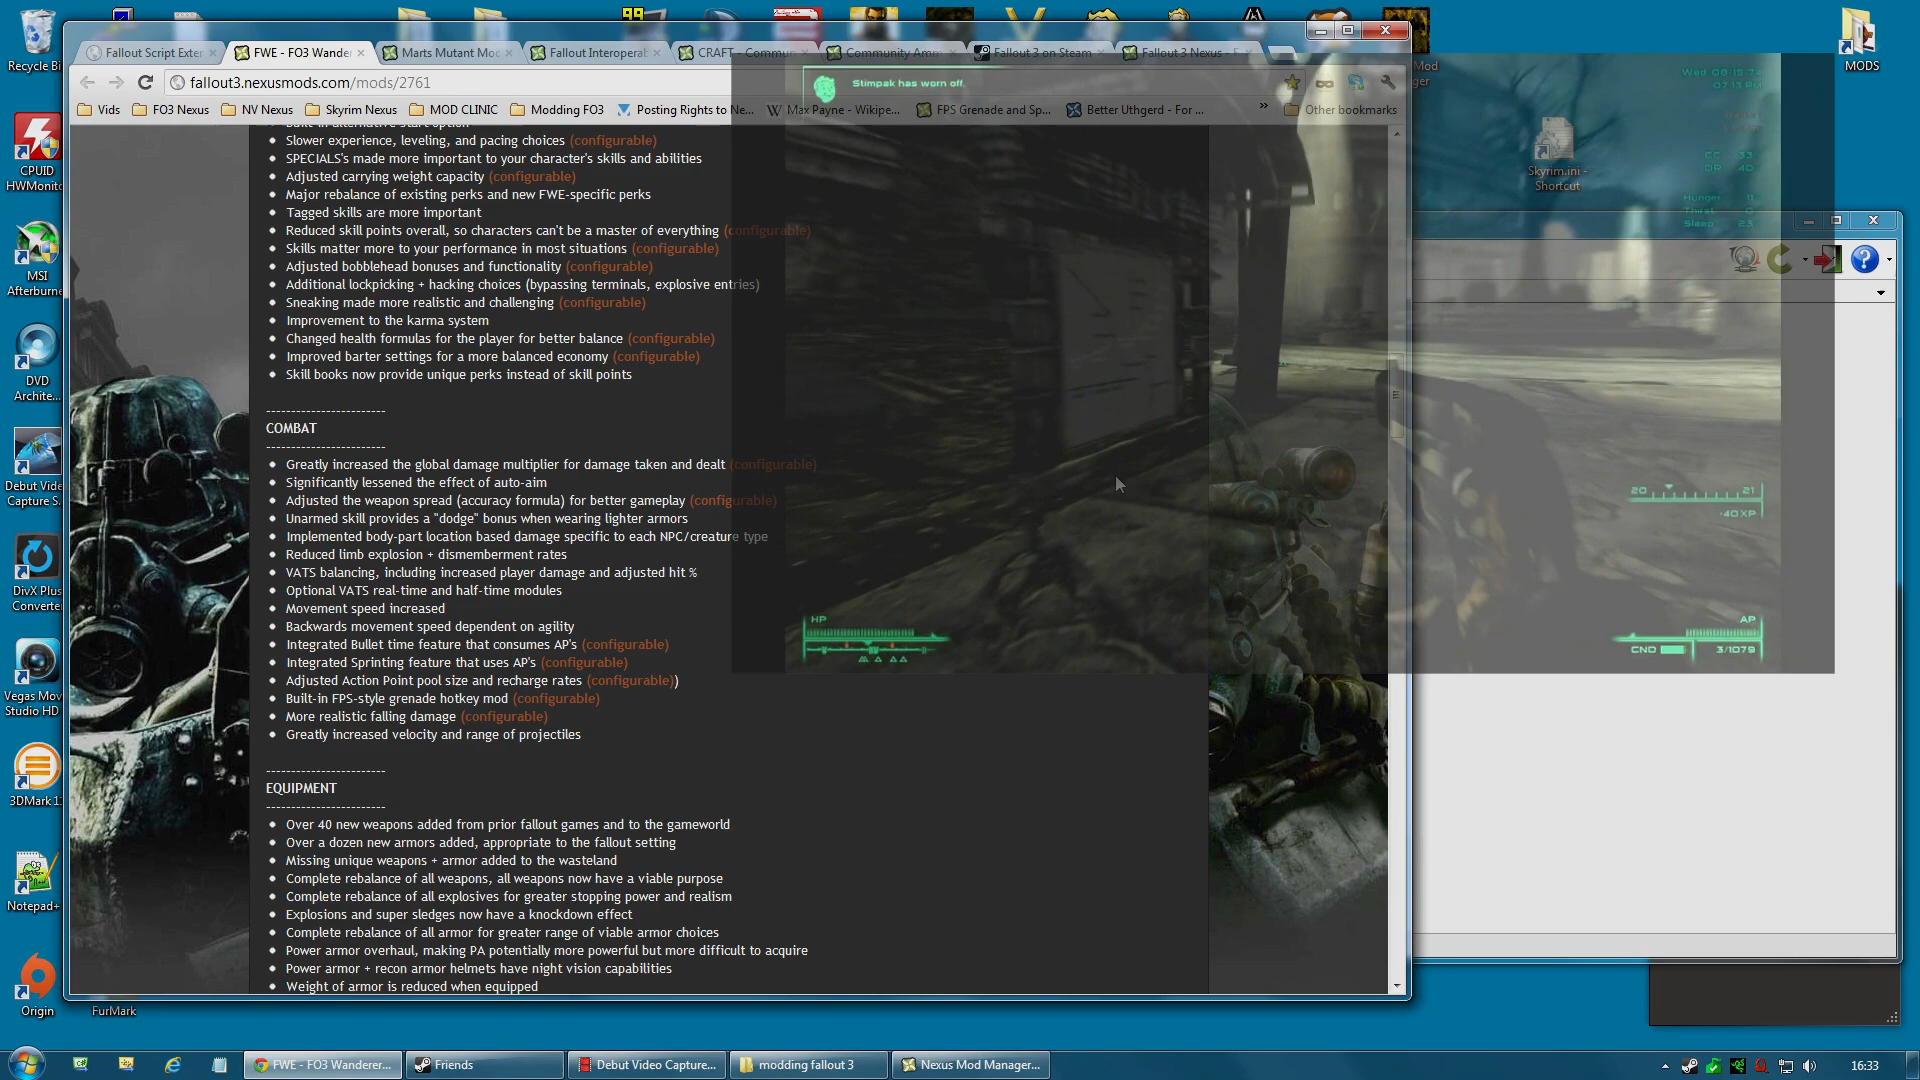 Recycle Bi
CPUID
HWMonito
MSI
Afterburne
DVD
Archite...
Debut Vide
Capture S...
DivX Plus
Converte
Vegas Mov
Studio HD
3DMark 1
Notepad+
Origin
FurMark
MODS
Skyrim.ini -
Shortcut
Fallout Script Exter
FWE - FO3 Wander
Marts Mutant Mod
Fallout Interoperab
CRAFT - Commun
Community Amm
Fallout 3 on Steam
Fallout 3 Nexus - F
fallout3.nexusmods.com/mods/2761
Vids
FO3 Nexus
NV Nexus
Skyrim Nexus
MOD CLINIC
Modding FO3
Posting Rights to Ne...
Max Payne - Wikipe...
FPS Grenade and Sp...
Better Uthgerd - For ...
»
Other bookmarks
Built-in alternative start option
Slower experience, leveling, and pacing choices (configurable)
SPECIALS's made more important to your character's skills and abilities
Adjusted carrying weight capacity (configurable)
Major rebalance of existing perks and new FWE-specific perks
Tagged skills are more important
Reduced skill points overall, so characters can't be a master of everything (configurable)
Skills matter more to your performance in most situations (configurable)
Adjusted bobblehead bonuses and functionality (configurable)
Additional lockpicking + hacking choices (bypassing terminals, explosive entries)
Sneaking made more realistic and challenging (configurable)
Improvement to the karma system
Changed health formulas for the player for better balance (configurable)
Improved barter settings for a more balanced economy (configurable)
Skill books now provide unique perks instead of skill points
------------------------
COMBAT
------------------------
Greatly increased the global damage multiplier for damage taken and dealt (configurable)
Significantly lessened the effect of auto-aim
Adjusted the weapon spread (accuracy formula) for better gameplay (configurable)
Unarmed skill provides a "dodge" bonus when wearing lighter armors
Implemented body-part location based damage specific to each NPC/creature type
Reduced limb explosion + dismemberment rates
VATS balancing, including increased player damage and adjusted hit %
Optional VATS real-time and half-time modules
Movement speed increased
Backwards movement speed dependent on agility
Integrated Bullet time feature that consumes AP's (configurable)
Integrated Sprinting feature that uses AP's (configurable)
Adjusted Action Point pool size and recharge rates (configurable))
Built-in FPS-style grenade hotkey mod (configurable)
More realistic falling damage (configurable)
Greatly increased velocity and range of projectiles
------------------------
EQUIPMENT
------------------------
Over 40 new weapons added from prior fallout games and to the gameworld
Over a dozen new armors added, appropriate to the fallout setting
Missing unique weapons + armor added to the wasteland
Complete rebalance of all weapons, all weapons now have a viable purpose
Complete rebalance of all explosives for greater stopping power and realism
Explosions and super sledges now have a knockdown effect
Complete rebalance of all armor for greater range of viable armor choices
Power armor overhaul, making PA potentially more powerful but more difficult to acquire
Power armor + recon armor helmets have night vision capabilities
Weight of armor is reduced when equipped
Stimpak has worn off.
Hunger 11
Sleep 23
20 21
-40 XP
HP
AP
CND
3/1079
FWE - FO3 Wanderer...
Friends
Debut Video Capture...
modding fallout 3
Nexus Mod Manager...
16:33